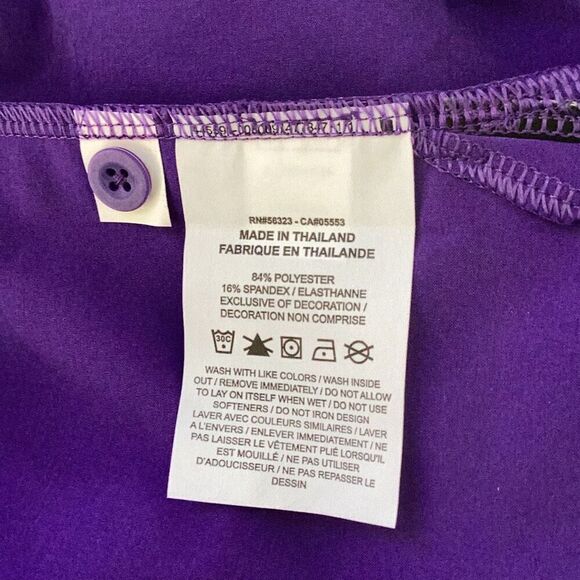 RN#56323 - CA#05553
MADE IN THAILAND
FABRIQUE EN THAILANDE
84% POLYESTER
16% SPANDEX / ELASTHANNE
EXCLUSIVE OF DECORATION /
DECORATION NON COMPRISE
30C
WASH WITH LIKE COLORS / WASH INSIDE
OUT / REMOVE IMMEDIATELY / DO NOT ALLOW
TO LAY ON ITSELF WHEN WET / DO NOT USE
SOFTENERS / DO NOT IRON DESIGN
LAVER AVEC COULEURS SIMILAIRES / LAVER
A L'ENVERS / ENLEVER IMMÉDIATEMENT / NE
PAS LAISSER LE VÊTEMENT PLIÉ LORSQU'IL
EST MOUILLÉ / NE PAS UTILISER
D'ADOUCISSEUR / NE PAS REPASSER LE
DESSIN